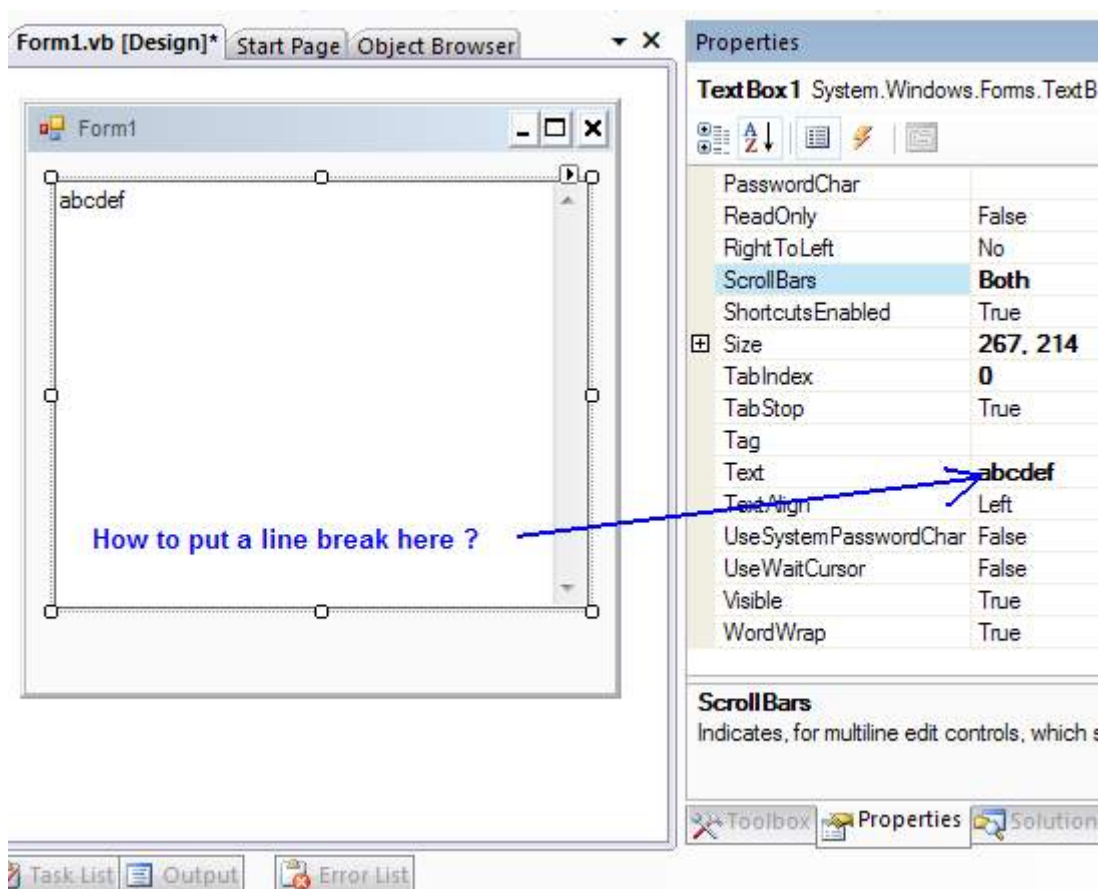 Form1.vb [Design]* Start Page Object Browser
Form1
abcdef
How to put a line break here ?
Properties
TextBox1 System.Windows.Forms.TextB
PasswordChar
ReadOnly False
RightToLeft No
ScrollBars Both
ShortcutsEnabled True
Size 267, 214
TabIndex 0
TabStop True
Tag
Text abcdef
TextAlign Left
UseSystemPasswordChar False
UseWaitCursor False
Visible True
WordWrap True
ScrollBars
Indicates, for multiline edit controls, which s
Toolbox Properties Solution
Task List Output Error List